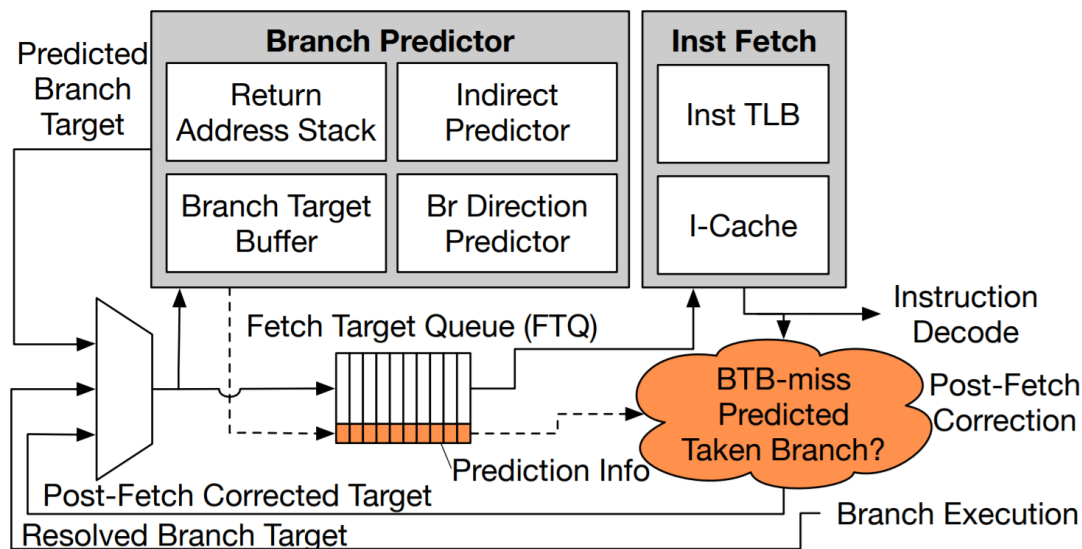 Predicted
Branch
Target
Branch Predictor
Return
Address Stack
Indirect
Predictor
Branch Target
Buffer
Br Direction
Predictor
Inst Fetch
Inst TLB
I-Cache
Instruction
Decode
Fetch Target Queue (FTQ)
BTB-miss
Predicted
Taken Branch?
Post-Fetch
Correction
Prediction Info
Post-Fetch Corrected Target
Resolved Branch Target
Branch Execution